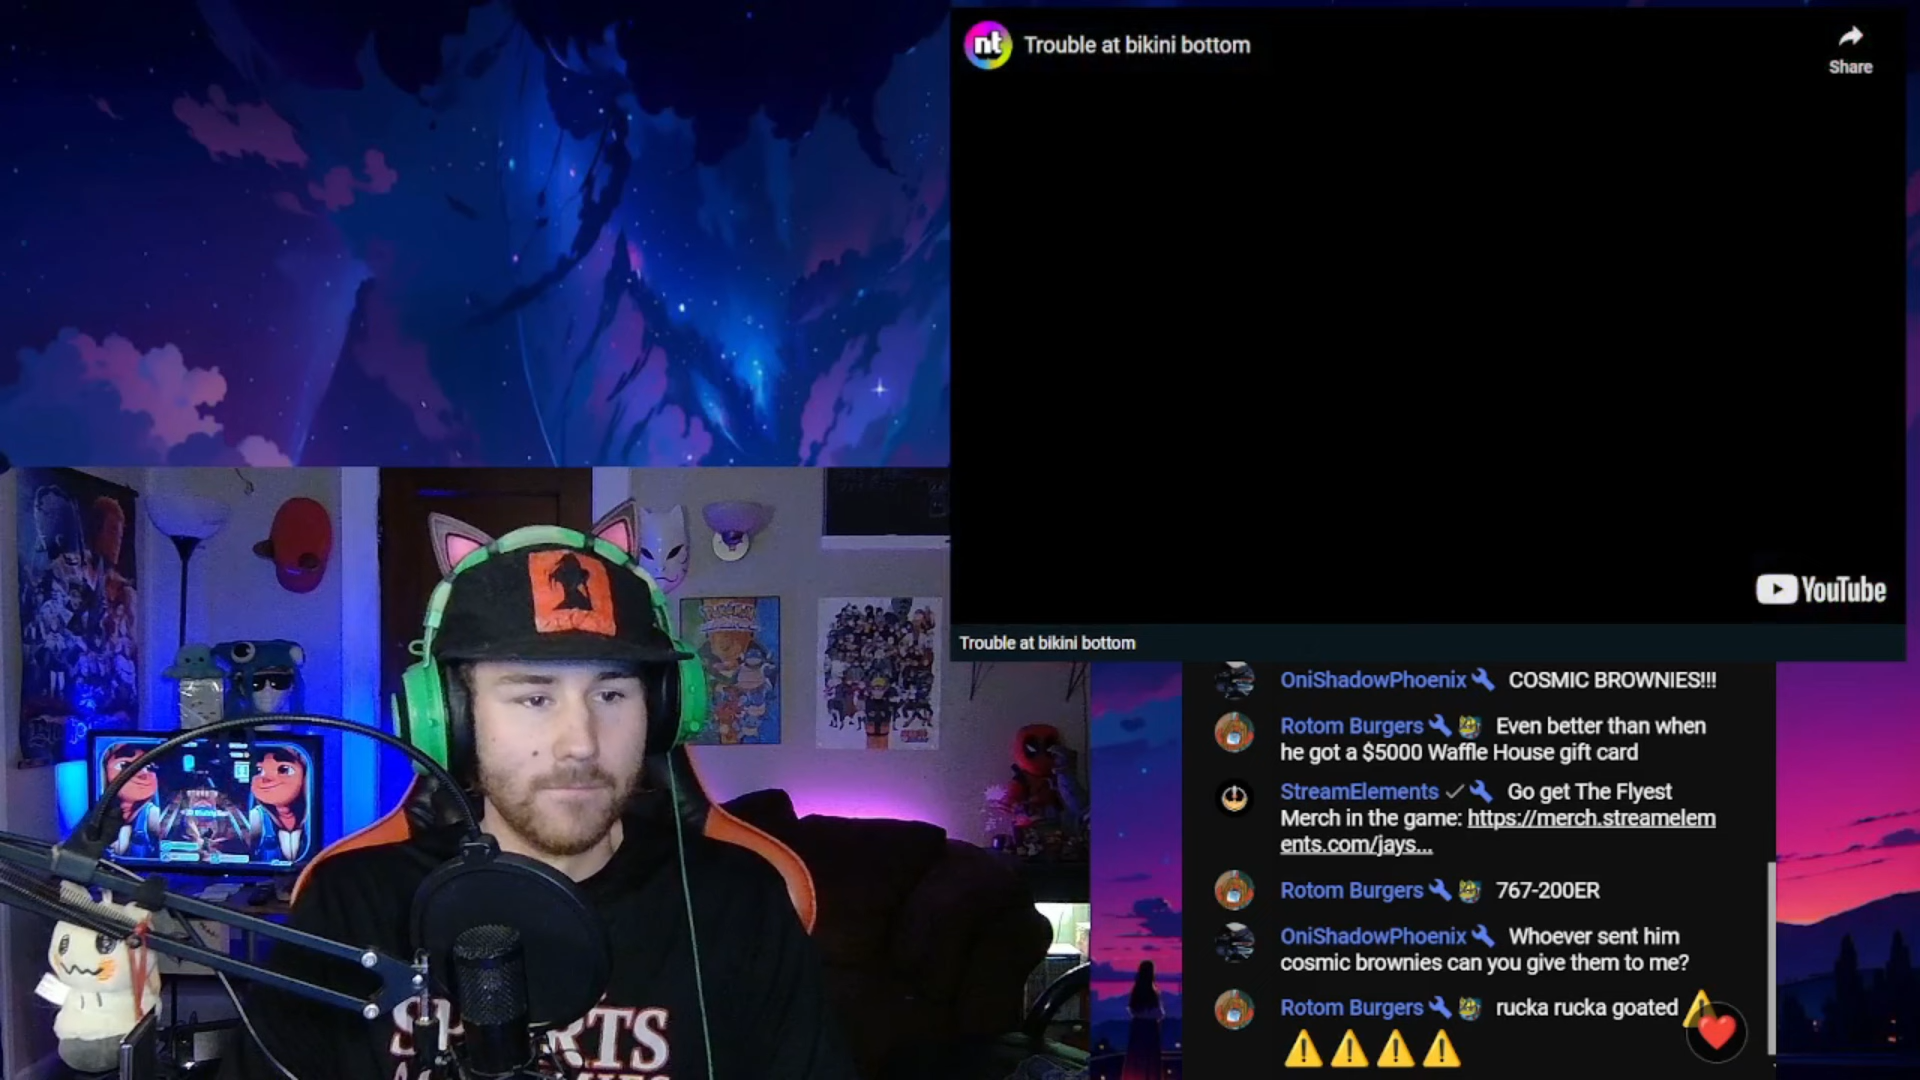 nt Trouble at bikini bottom
Share
YouTube
Trouble at bikini bottom
OniShadowPhoenix COSMIC BROWNIES!!!
Rotom Burgers Even better than when
he got a $5000 Waffle House gift card
StreamElements Go get The Flyest
Merch in the game: https://merch.streamelem
ents.com/jays...
Rotom Burgers 767-200ER
OniShadowPhoenix Whoever sent him
cosmic brownies can you give them to me?
Rotom Burgers rucka rucka goated ⚠️
⚠️⚠️⚠️⚠️